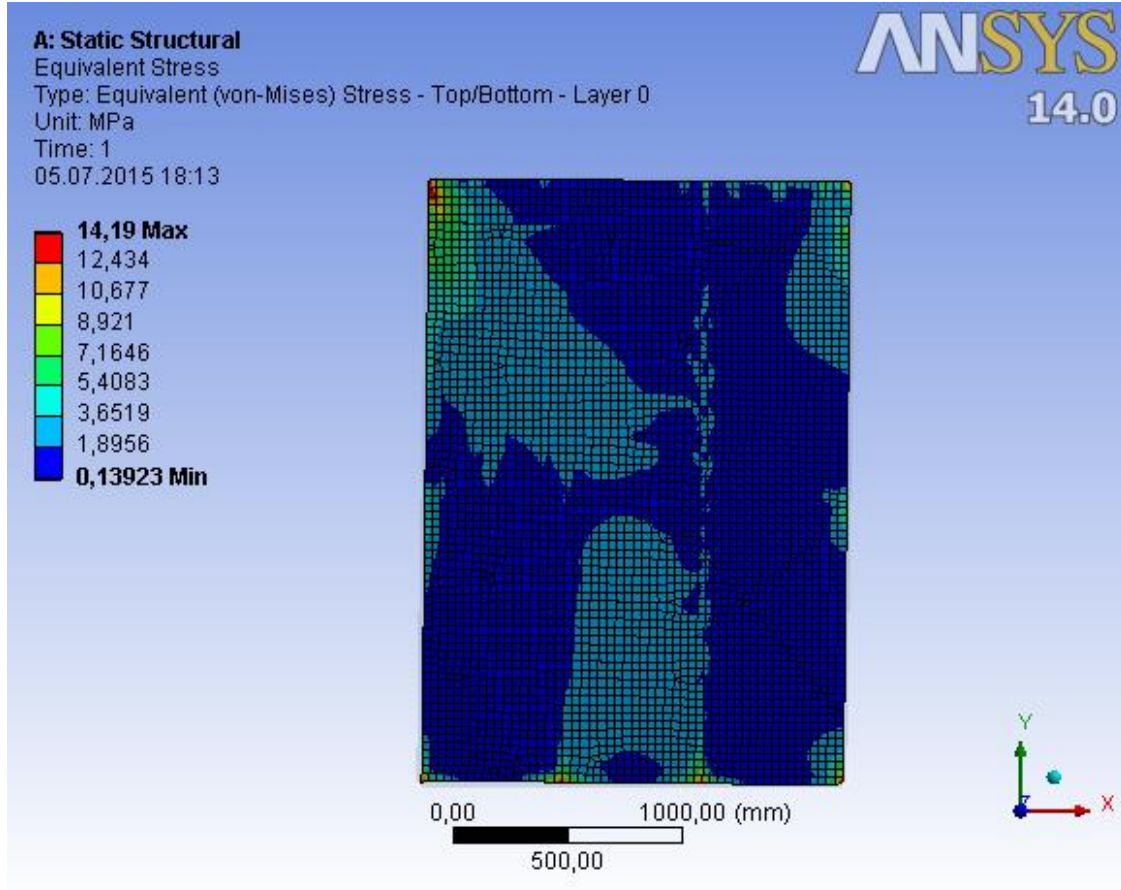 A: Static Structural
Equivalent Stress
Type: Equivalent (von-Mises) Stress - Top/Bottom - Layer 0
Unit: MPa
Time: 1
05.07.2015 18:13
ANSYS
14.0
14,19 Max
12,434
10,677
8,921
7,1646
5,4083
3,6519
1,8956
0,13923 Min
0,00
1000,00 (mm)
500,00
Y
Z
X